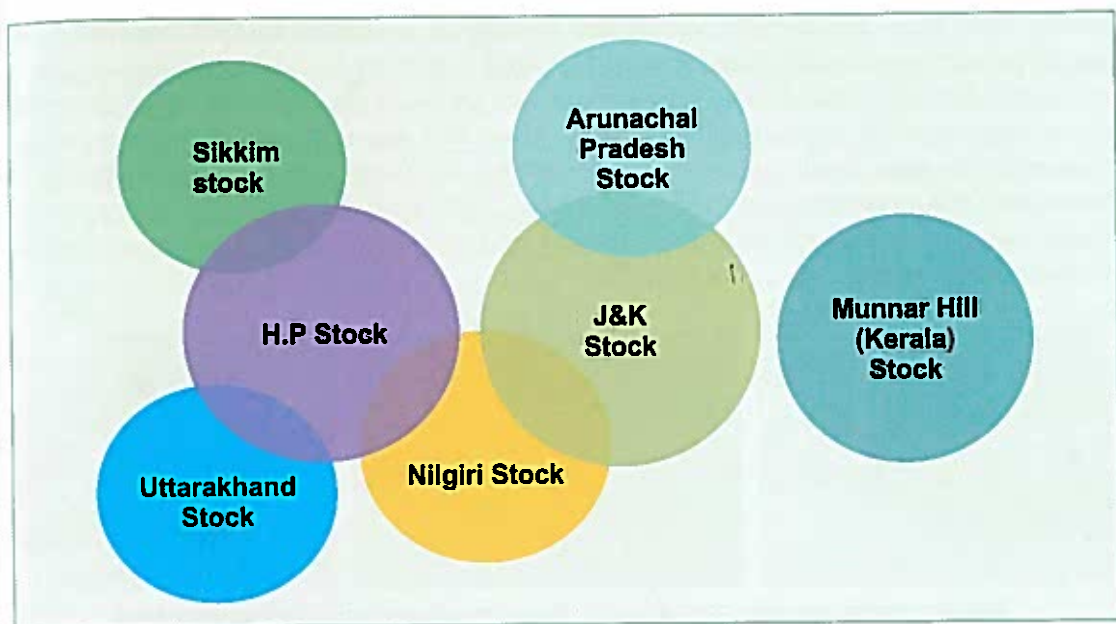 Sikkim
stock
Arunachal
Pradesh
Stock
H.P Stock
J&K
Stock
Munnar Hill
(Kerala)
Stock
Uttarakhand
Stock
Nilgiri Stock